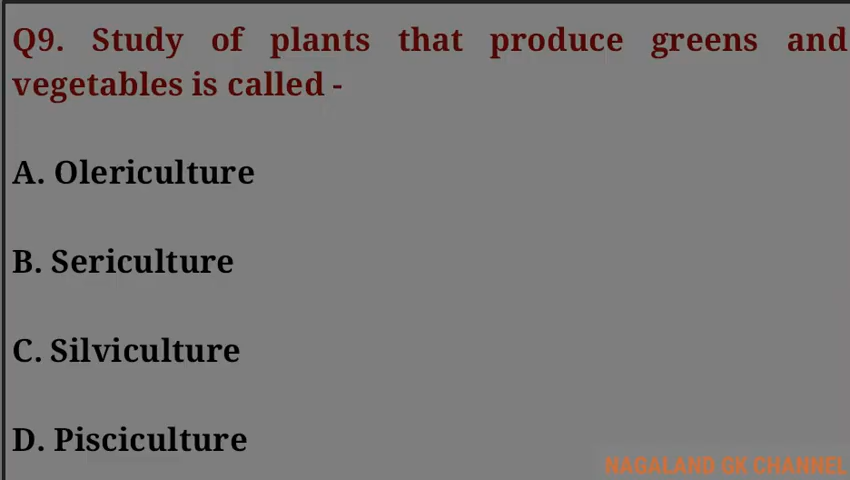 Q9. Study of plants that produce greens and
vegetables is called -
A. Olericulture
B. Sericulture
C. Silviculture
D. Pisciculture
NAGALAND GK CHANNEL